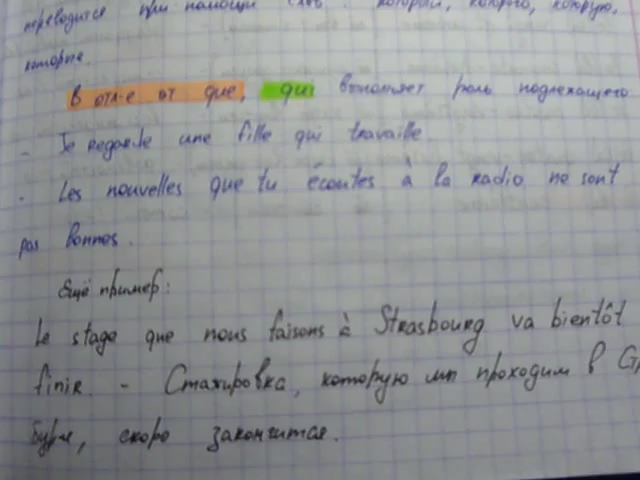 переводится при помощи слов: который, которого, которую,
которые.
В отл-е от que, qui выполняет роль подлежащего
- Je regarde une fille qui travaille
- Les nouvelles que tu écoutes à la radio ne sont
pas bonnes.
Ещё пример:
Le stage que nous faisons à Strasbourg va bientôt
finir. - Стажировка, которую мы проходим в
бурге, скоро закончится.